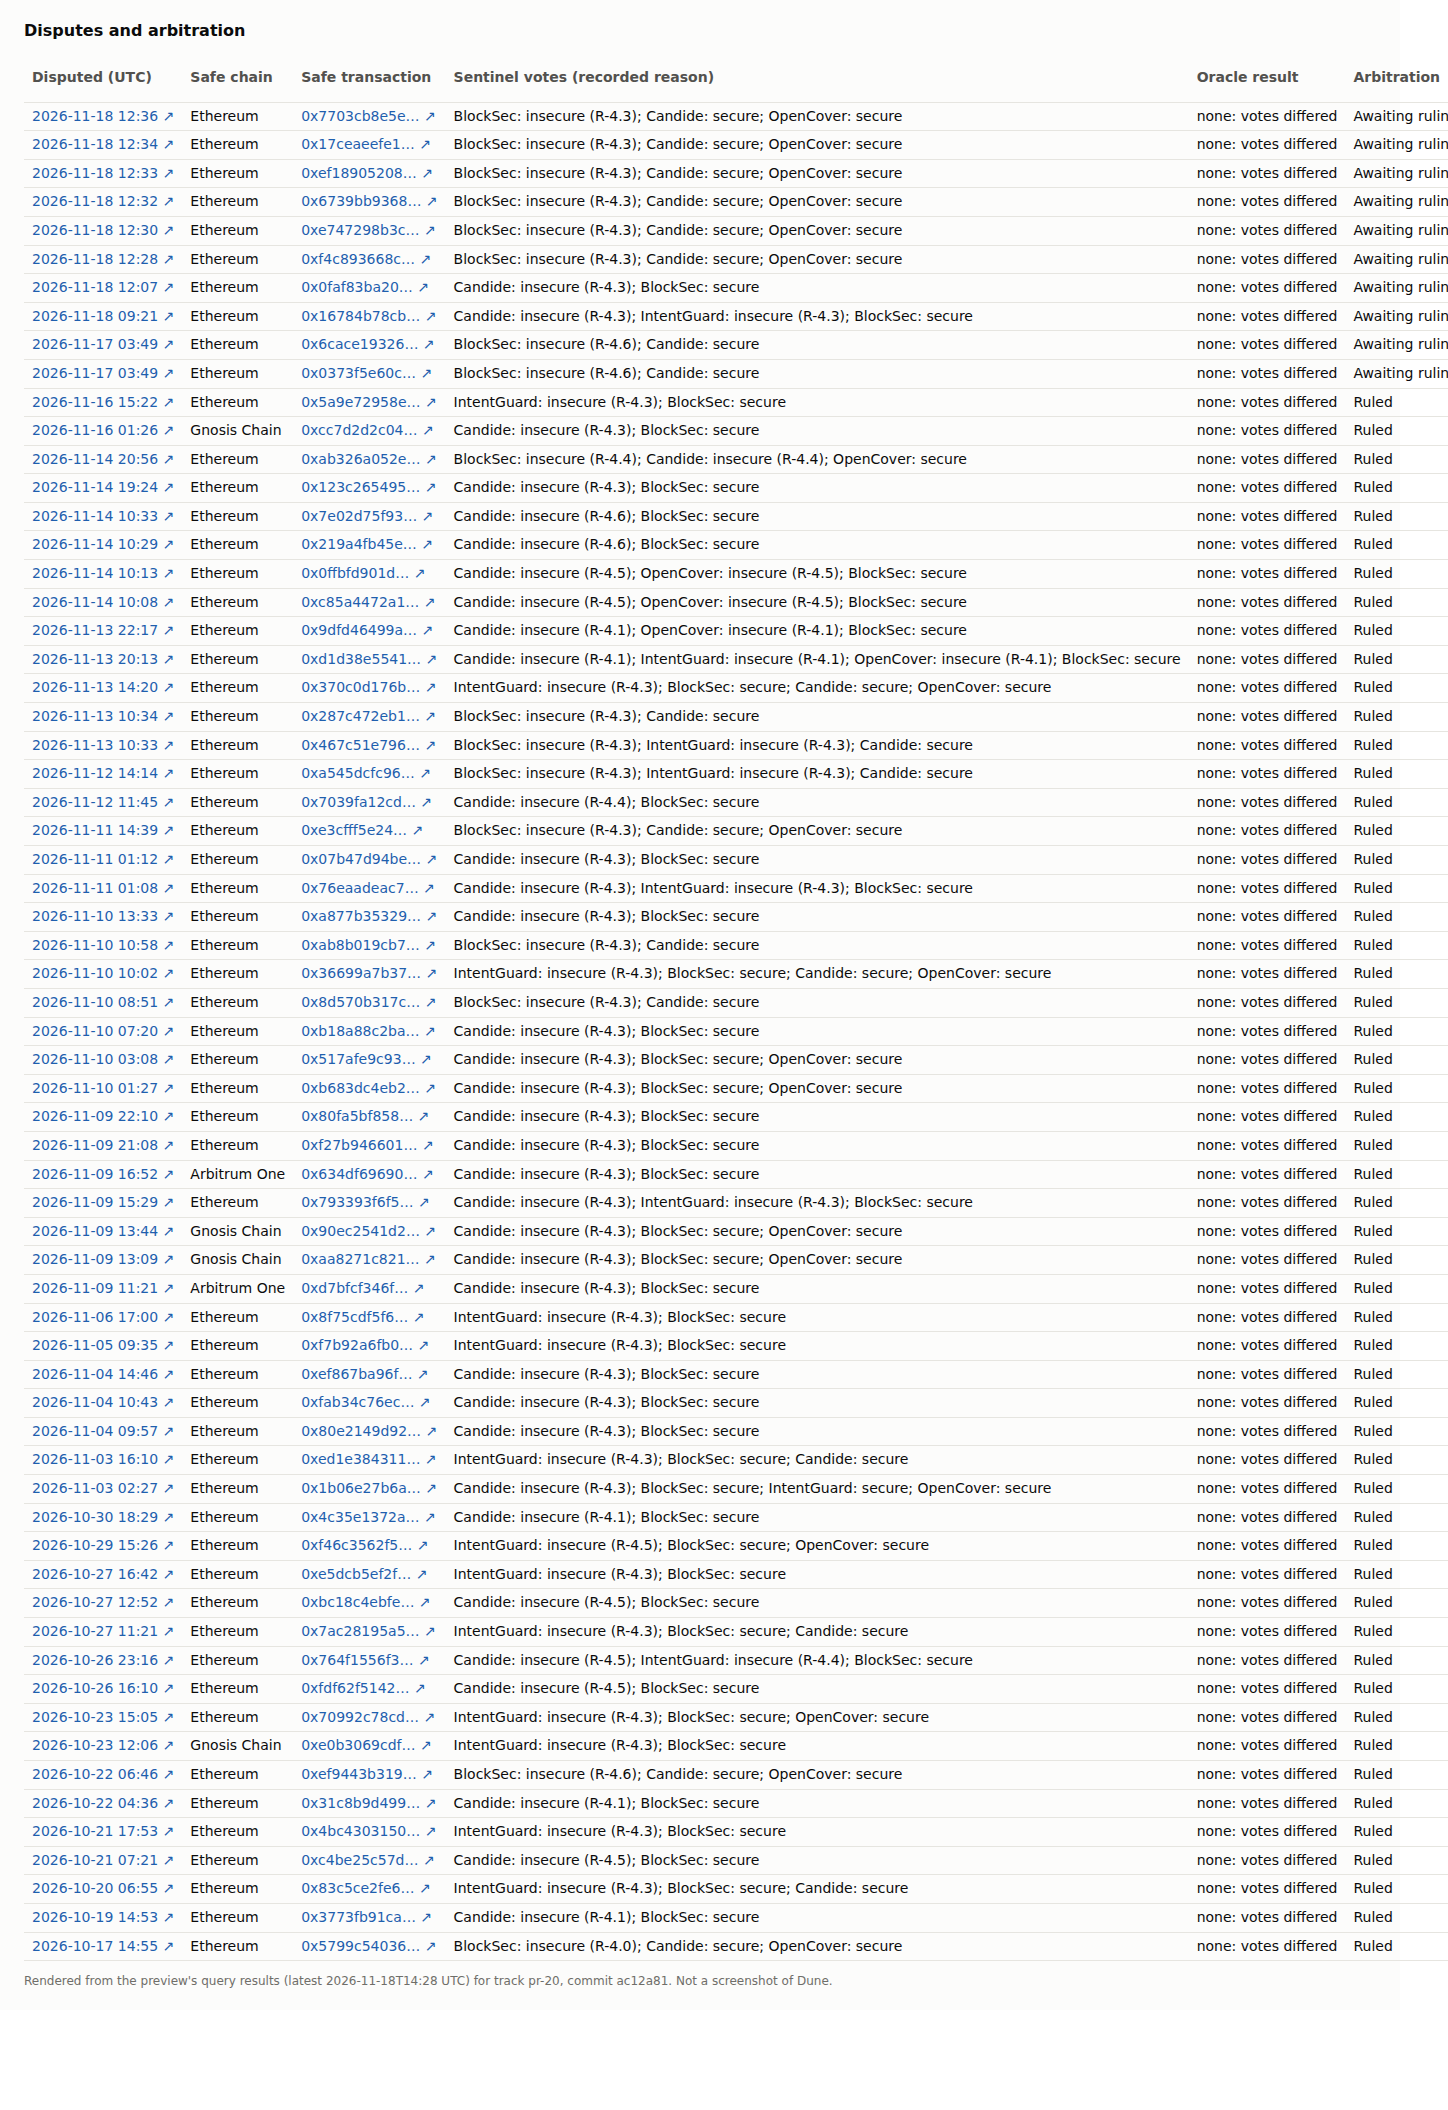 Disputes and arbitration
Disputed (UTC) Safe chain Safe transaction Sentinel votes (recorded reason) Oracle result Arbitration
2026-11-18 12:36 ↗ Ethereum 0x7703cb8e5e… ↗ BlockSec: insecure (R-4.3); Candide: secure; OpenCover: secure none: votes differed Awaiting rulin
2026-11-18 12:34 ↗ Ethereum 0x17ceaeefe1… ↗ BlockSec: insecure (R-4.3); Candide: secure; OpenCover: secure none: votes differed Awaiting rulin
2026-11-18 12:33 ↗ Ethereum 0xef18905208… ↗ BlockSec: insecure (R-4.3); Candide: secure; OpenCover: secure none: votes differed Awaiting rulin
2026-11-18 12:32 ↗ Ethereum 0x6739bb9368… ↗ BlockSec: insecure (R-4.3); Candide: secure; OpenCover: secure none: votes differed Awaiting rulin
2026-11-18 12:30 ↗ Ethereum 0xe747298b3c… ↗ BlockSec: insecure (R-4.3); Candide: secure; OpenCover: secure none: votes differed Awaiting rulin
2026-11-18 12:28 ↗ Ethereum 0xf4c893668c… ↗ BlockSec: insecure (R-4.3); Candide: secure; OpenCover: secure none: votes differed Awaiting rulin
2026-11-18 12:07 ↗ Ethereum 0x0faf83ba20… ↗ Candide: insecure (R-4.3); BlockSec: secure none: votes differed Awaiting rulin
2026-11-18 09:21 ↗ Ethereum 0x16784b78cb… ↗ Candide: insecure (R-4.3); IntentGuard: insecure (R-4.3); BlockSec: secure none: votes differed Awaiting rulin
2026-11-17 03:49 ↗ Ethereum 0x6cace19326… ↗ BlockSec: insecure (R-4.6); Candide: secure none: votes differed Awaiting rulin
2026-11-17 03:49 ↗ Ethereum 0x0373f5e60c… ↗ BlockSec: insecure (R-4.6); Candide: secure none: votes differed Awaiting rulin
2026-11-16 15:22 ↗ Ethereum 0x5a9e72958e… ↗ IntentGuard: insecure (R-4.3); BlockSec: secure none: votes differed Ruled
2026-11-16 01:26 ↗ Gnosis Chain 0xcc7d2d2c04… ↗ Candide: insecure (R-4.3); BlockSec: secure none: votes differed Ruled
2026-11-14 20:56 ↗ Ethereum 0xab326a052e… ↗ BlockSec: insecure (R-4.4); Candide: insecure (R-4.4); OpenCover: secure none: votes differed Ruled
2026-11-14 19:24 ↗ Ethereum 0x123c265495… ↗ Candide: insecure (R-4.3); BlockSec: secure none: votes differed Ruled
2026-11-14 10:33 ↗ Ethereum 0x7e02d75f93… ↗ Candide: insecure (R-4.6); BlockSec: secure none: votes differed Ruled
2026-11-14 10:29 ↗ Ethereum 0x219a4fb45e… ↗ Candide: insecure (R-4.6); BlockSec: secure none: votes differed Ruled
2026-11-14 10:13 ↗ Ethereum 0x0ffbfd901d… ↗ Candide: insecure (R-4.5); OpenCover: insecure (R-4.5); BlockSec: secure none: votes differed Ruled
2026-11-14 10:08 ↗ Ethereum 0xc85a4472a1… ↗ Candide: insecure (R-4.5); OpenCover: insecure (R-4.5); BlockSec: secure none: votes differed Ruled
2026-11-13 22:17 ↗ Ethereum 0x9dfd46499a… ↗ Candide: insecure (R-4.1); OpenCover: insecure (R-4.1); BlockSec: secure none: votes differed Ruled
2026-11-13 20:13 ↗ Ethereum 0xd1d38e5541… ↗ Candide: insecure (R-4.1); IntentGuard: insecure (R-4.1); OpenCover: insecure (R-4.1); BlockSec: secure none: votes differed Ruled
2026-11-13 14:20 ↗ Ethereum 0x370c0d176b… ↗ IntentGuard: insecure (R-4.3); BlockSec: secure; Candide: secure; OpenCover: secure none: votes differed Ruled
2026-11-13 10:34 ↗ Ethereum 0x287c472eb1… ↗ BlockSec: insecure (R-4.3); Candide: secure none: votes differed Ruled
2026-11-13 10:33 ↗ Ethereum 0x467c51e796… ↗ BlockSec: insecure (R-4.3); IntentGuard: insecure (R-4.3); Candide: secure none: votes differed Ruled
2026-11-12 14:14 ↗ Ethereum 0xa545dcfc96… ↗ BlockSec: insecure (R-4.3); IntentGuard: insecure (R-4.3); Candide: secure none: votes differed Ruled
2026-11-12 11:45 ↗ Ethereum 0x7039fa12cd… ↗ Candide: insecure (R-4.4); BlockSec: secure none: votes differed Ruled
2026-11-11 14:39 ↗ Ethereum 0xe3cfff5e24… ↗ BlockSec: insecure (R-4.3); Candide: secure; OpenCover: secure none: votes differed Ruled
2026-11-11 01:12 ↗ Ethereum 0x07b47d94be… ↗ Candide: insecure (R-4.3); BlockSec: secure none: votes differed Ruled
2026-11-11 01:08 ↗ Ethereum 0x76eaadeac7… ↗ Candide: insecure (R-4.3); IntentGuard: insecure (R-4.3); BlockSec: secure none: votes differed Ruled
2026-11-10 13:33 ↗ Ethereum 0xa877b35329… ↗ Candide: insecure (R-4.3); BlockSec: secure none: votes differed Ruled
2026-11-10 10:58 ↗ Ethereum 0xab8b019cb7… ↗ BlockSec: insecure (R-4.3); Candide: secure none: votes differed Ruled
2026-11-10 10:02 ↗ Ethereum 0x36699a7b37… ↗ IntentGuard: insecure (R-4.3); BlockSec: secure; Candide: secure; OpenCover: secure none: votes differed Ruled
2026-11-10 08:51 ↗ Ethereum 0x8d570b317c… ↗ BlockSec: insecure (R-4.3); Candide: secure none: votes differed Ruled
2026-11-10 07:20 ↗ Ethereum 0xb18a88c2ba… ↗ Candide: insecure (R-4.3); BlockSec: secure none: votes differed Ruled
2026-11-10 03:08 ↗ Ethereum 0x517afe9c93… ↗ Candide: insecure (R-4.3); BlockSec: secure; OpenCover: secure none: votes differed Ruled
2026-11-10 01:27 ↗ Ethereum 0xb683dc4eb2… ↗ Candide: insecure (R-4.3); BlockSec: secure; OpenCover: secure none: votes differed Ruled
2026-11-09 22:10 ↗ Ethereum 0x80fa5bf858… ↗ Candide: insecure (R-4.3); BlockSec: secure none: votes differed Ruled
2026-11-09 21:08 ↗ Ethereum 0xf27b946601… ↗ Candide: insecure (R-4.3); BlockSec: secure none: votes differed Ruled
2026-11-09 16:52 ↗ Arbitrum One 0x634df69690… ↗ Candide: insecure (R-4.3); BlockSec: secure none: votes differed Ruled
2026-11-09 15:29 ↗ Ethereum 0x793393f6f5… ↗ Candide: insecure (R-4.3); IntentGuard: insecure (R-4.3); BlockSec: secure none: votes differed Ruled
2026-11-09 13:44 ↗ Gnosis Chain 0x90ec2541d2… ↗ Candide: insecure (R-4.3); BlockSec: secure; OpenCover: secure none: votes differed Ruled
2026-11-09 13:09 ↗ Gnosis Chain 0xaa8271c821… ↗ Candide: insecure (R-4.3); BlockSec: secure; OpenCover: secure none: votes differed Ruled
2026-11-09 11:21 ↗ Arbitrum One 0xd7bfcf346f… ↗ Candide: insecure (R-4.3); BlockSec: secure none: votes differed Ruled
2026-11-06 17:00 ↗ Ethereum 0x8f75cdf5f6… ↗ IntentGuard: insecure (R-4.3); BlockSec: secure none: votes differed Ruled
2026-11-05 09:35 ↗ Ethereum 0xf7b92a6fb0… ↗ IntentGuard: insecure (R-4.3); BlockSec: secure none: votes differed Ruled
2026-11-04 14:46 ↗ Ethereum 0xef867ba96f… ↗ Candide: insecure (R-4.3); BlockSec: secure none: votes differed Ruled
2026-11-04 10:43 ↗ Ethereum 0xfab34c76ec… ↗ Candide: insecure (R-4.3); BlockSec: secure none: votes differed Ruled
2026-11-04 09:57 ↗ Ethereum 0x80e2149d92… ↗ Candide: insecure (R-4.3); BlockSec: secure none: votes differed Ruled
2026-11-03 16:10 ↗ Ethereum 0xed1e384311… ↗ IntentGuard: insecure (R-4.3); BlockSec: secure; Candide: secure none: votes differed Ruled
2026-11-03 02:27 ↗ Ethereum 0x1b06e27b6a… ↗ Candide: insecure (R-4.3); BlockSec: secure; IntentGuard: secure; OpenCover: secure none: votes differed Ruled
2026-10-30 18:29 ↗ Ethereum 0x4c35e1372a… ↗ Candide: insecure (R-4.1); BlockSec: secure none: votes differed Ruled
2026-10-29 15:26 ↗ Ethereum 0xf46c3562f5… ↗ IntentGuard: insecure (R-4.5); BlockSec: secure; OpenCover: secure none: votes differed Ruled
2026-10-27 16:42 ↗ Ethereum 0xe5dcb5ef2f… ↗ IntentGuard: insecure (R-4.3); BlockSec: secure none: votes differed Ruled
2026-10-27 12:52 ↗ Ethereum 0xbc18c4ebfe… ↗ Candide: insecure (R-4.5); BlockSec: secure none: votes differed Ruled
2026-10-27 11:21 ↗ Ethereum 0x7ac28195a5… ↗ IntentGuard: insecure (R-4.3); BlockSec: secure; Candide: secure none: votes differed Ruled
2026-10-26 23:16 ↗ Ethereum 0x764f1556f3… ↗ Candide: insecure (R-4.5); IntentGuard: insecure (R-4.4); BlockSec: secure none: votes differed Ruled
2026-10-26 16:10 ↗ Ethereum 0xfdf62f5142… ↗ Candide: insecure (R-4.5); BlockSec: secure none: votes differed Ruled
2026-10-23 15:05 ↗ Ethereum 0x70992c78cd… ↗ IntentGuard: insecure (R-4.3); BlockSec: secure; OpenCover: secure none: votes differed Ruled
2026-10-23 12:06 ↗ Gnosis Chain 0xe0b3069cdf… ↗ IntentGuard: insecure (R-4.3); BlockSec: secure none: votes differed Ruled
2026-10-22 06:46 ↗ Ethereum 0xef9443b319… ↗ BlockSec: insecure (R-4.6); Candide: secure; OpenCover: secure none: votes differed Ruled
2026-10-22 04:36 ↗ Ethereum 0x31c8b9d499… ↗ Candide: insecure (R-4.1); BlockSec: secure none: votes differed Ruled
2026-10-21 17:53 ↗ Ethereum 0x4bc4303150… ↗ IntentGuard: insecure (R-4.3); BlockSec: secure none: votes differed Ruled
2026-10-21 07:21 ↗ Ethereum 0xc4be25c57d… ↗ Candide: insecure (R-4.5); BlockSec: secure none: votes differed Ruled
2026-10-20 06:55 ↗ Ethereum 0x83c5ce2fe6… ↗ IntentGuard: insecure (R-4.3); BlockSec: secure; Candide: secure none: votes differed Ruled
2026-10-19 14:53 ↗ Ethereum 0x3773fb91ca… ↗ Candide: insecure (R-4.1); BlockSec: secure none: votes differed Ruled
2026-10-17 14:55 ↗ Ethereum 0x5799c54036… ↗ BlockSec: insecure (R-4.0); Candide: secure; OpenCover: secure none: votes differed Ruled
Rendered from the preview's query results (latest 2026-11-18T14:28 UTC) for track pr-20, commit ac12a81. Not a screenshot of Dune.